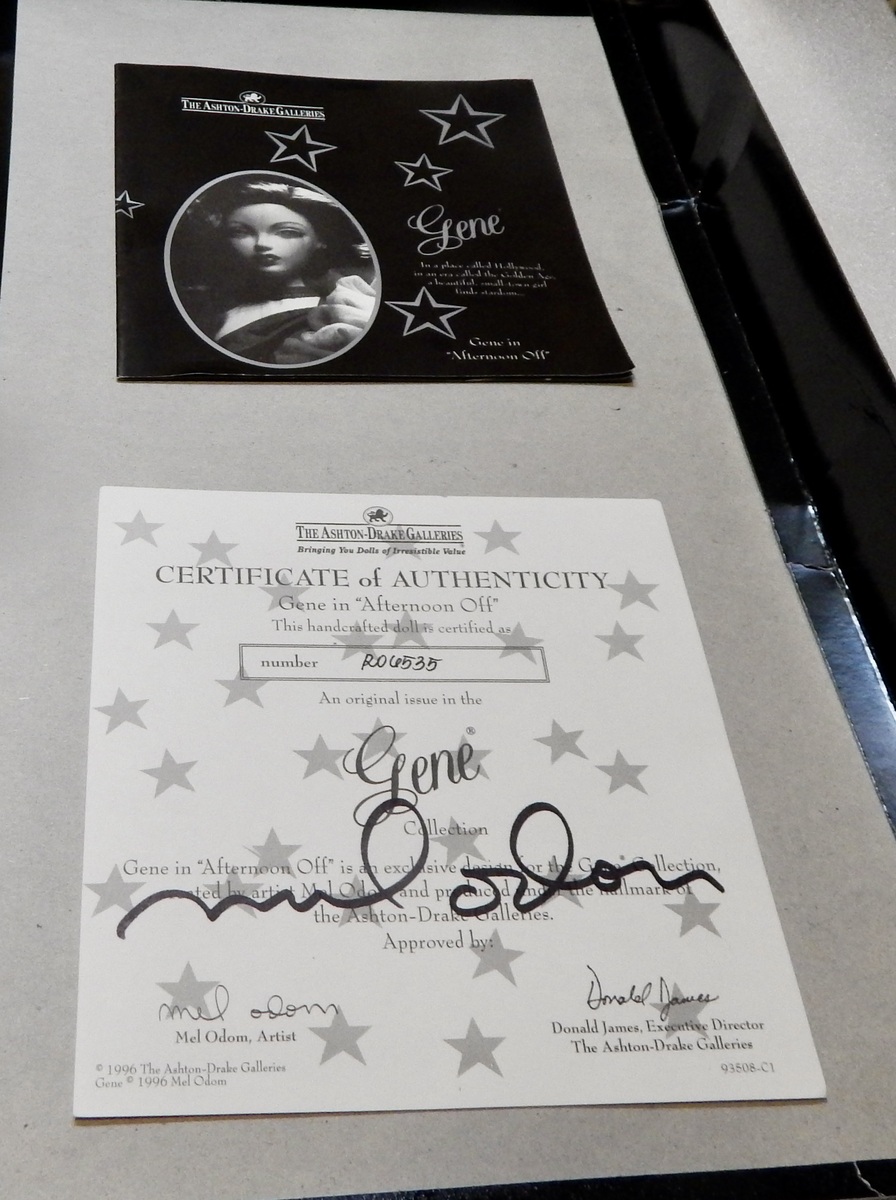 THE ASHTON-DRAKE GALLERIES
Gene
In a place called Hollywood,
in an era called the Golden Age,
a beautiful, small-town girl
finds stardom...
Gene in
"Afternoon Off"
THE ASHTON-DRAKE GALLERIES
Bringing You Dolls of Irresistible Value
CERTIFICATE of AUTHENTICITY
Gene in "Afternoon Off"
This handcrafted doll is certified as
number R06535
An original issue in the
Gene®
Collection
Gene in "Afternoon Off" is an exclusive design for the Gene® Collection,
by artist Mel Odom and produced under the hallmark of
the Ashton-Drake Galleries.
mel odom
Approved by:
mel odom
Mel Odom, Artist
Donald James
Donald James, Executive Director
The Ashton-Drake Galleries
© 1996 The Ashton-Drake Galleries
Gene © 1996 Mel Odom
93508-C1